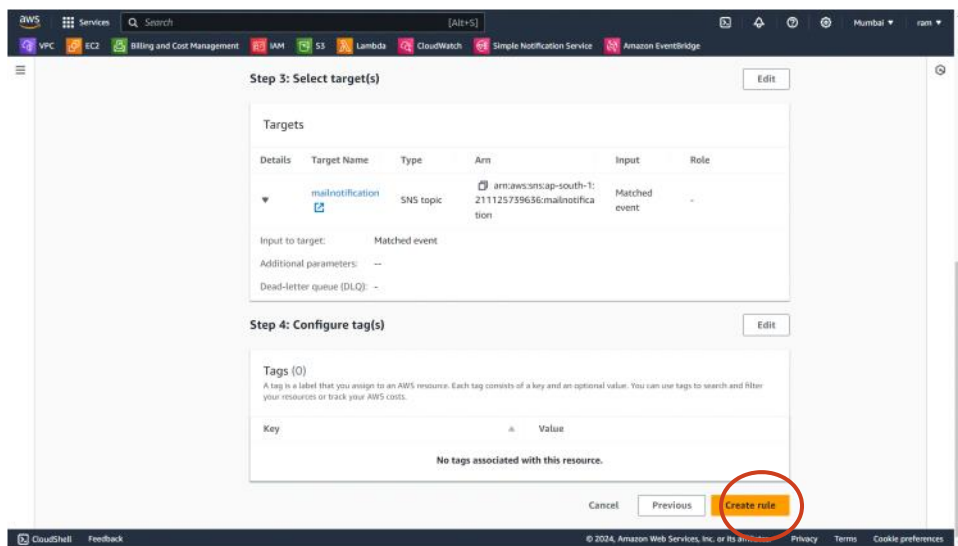 aws Services Search [Alt+S] Mumbai ram
VPC EC2 Billing and Cost Management IAM S3 Lambda CloudWatch Simple Notification Service Amazon EventBridge
Step 3: Select target(s) Edit
Targets
Details Target Name Type Arn Input Role
mailnotification SNS topic arn:aws:sns:ap-south-1:
211125739636:mailnotifica
tion Matched
event -
Input to target: Matched event
Additional parameters: --
Dead-letter queue (DLQ): -
Step 4: Configure tag(s) Edit
Tags (0)
A tag is a label that you assign to an AWS resource. Each tag consists of a key and an optional value. You can use tags to search and filter
your resources or track your AWS costs.
Key Value
No tags associated with this resource.
Cancel Previous Create rule
CloudShell Feedback © 2024, Amazon Web Services, Inc. or its affiliates. Privacy Terms Cookie preferences